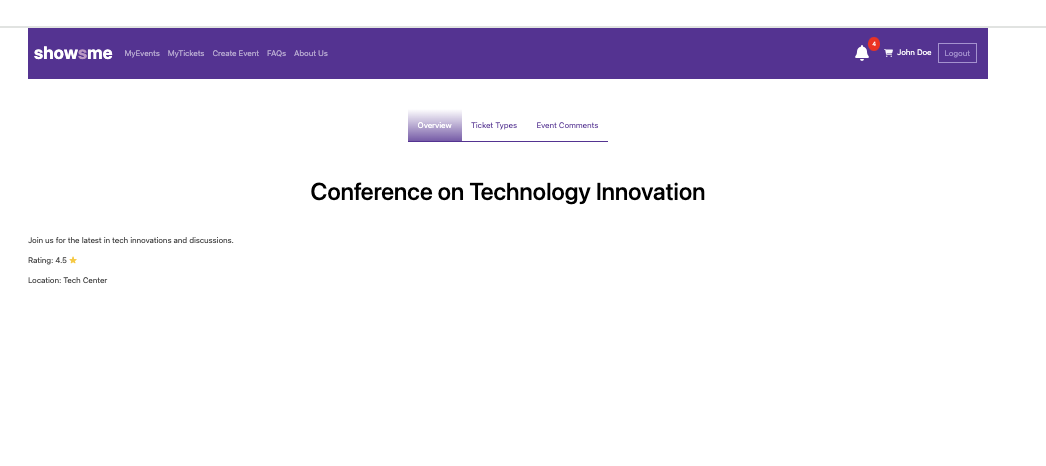 showsme MyEvents MyTickets Create Event FAQs About Us 4 John Doe Logout
Overview Ticket Types Event Comments
Conference on Technology Innovation
Join us for the latest in tech innovations and discussions.
Rating: 4.5 ⭐
Location: Tech Center